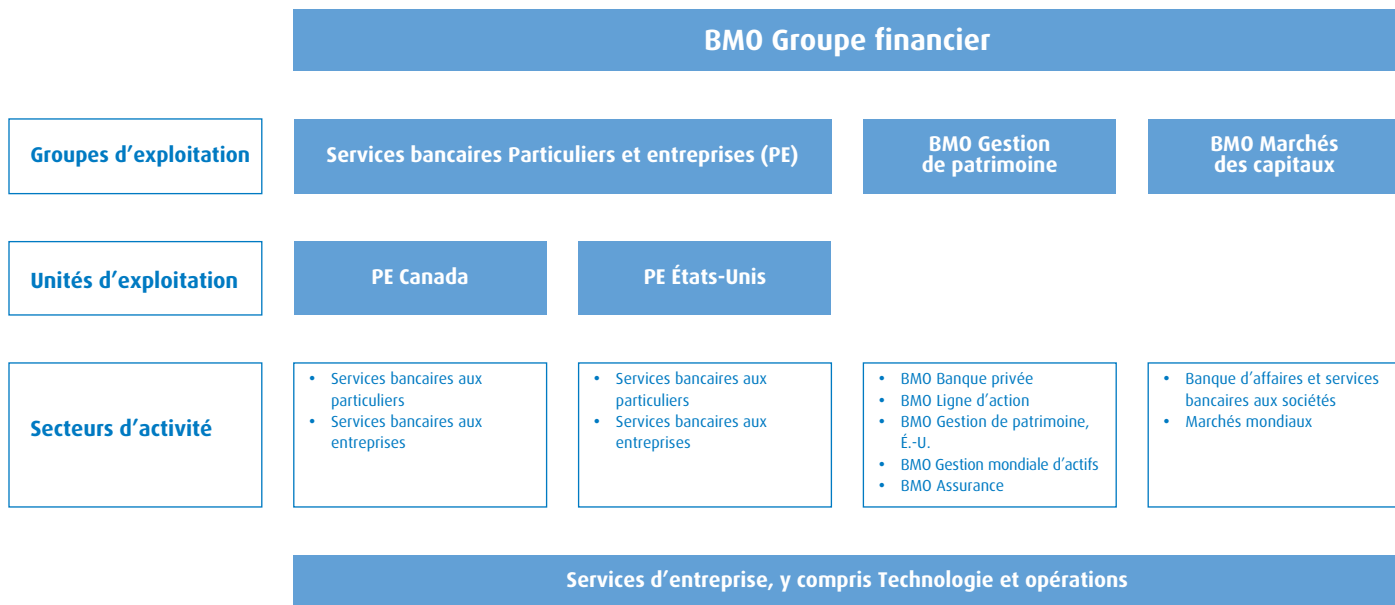 BMO Groupe financier
Groupes d'exploitation
Services bancaires Particuliers et entreprises (PE)
BMO Gestion
de patrimoine
BMO Marchés
des capitaux
Unités d'exploitation
PE Canada
PE États-Unis
Secteurs d'activité
• Services bancaires aux
particuliers
• Services bancaires aux
entreprises
• Services bancaires aux
particuliers
• Services bancaires aux
entreprises
• BMO Banque privée
• BMO Ligne d'action
• BMO Gestion de patrimoine,
É.-U.
• BMO Gestion mondiale d'actifs
• BMO Assurance
• Banque d'affaires et services
bancaires aux sociétés
• Marchés mondiaux
Services d'entreprise, y compris Technologie et opérations